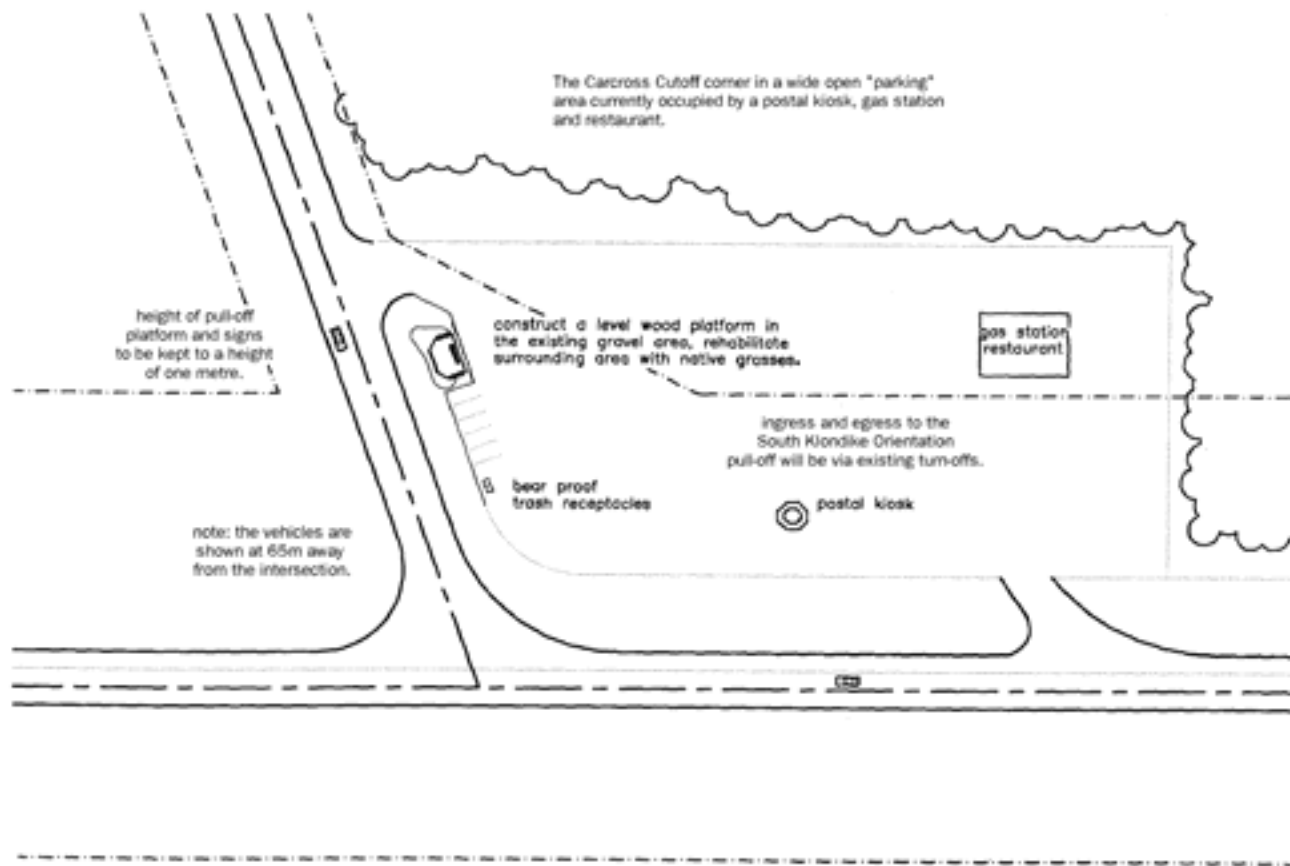 The Carcross Cutoff corner in a wide open "parking"
area currently occupied by a postal kiosk, gas station
and restaurant.
height of pull-off
platform and signs
to be kept to a height
of one metre.
construct a level wood platform in
the existing gravel area, rehabilitate
surrounding area with native grasses.
gas station
restaurant
ingress and egress to the
South Klondike Orientation
pull-off will be via existing turn-offs.
bear proof
trash receptacles
postal kiosk
note: the vehicles are
shown at 65m away
from the intersection.